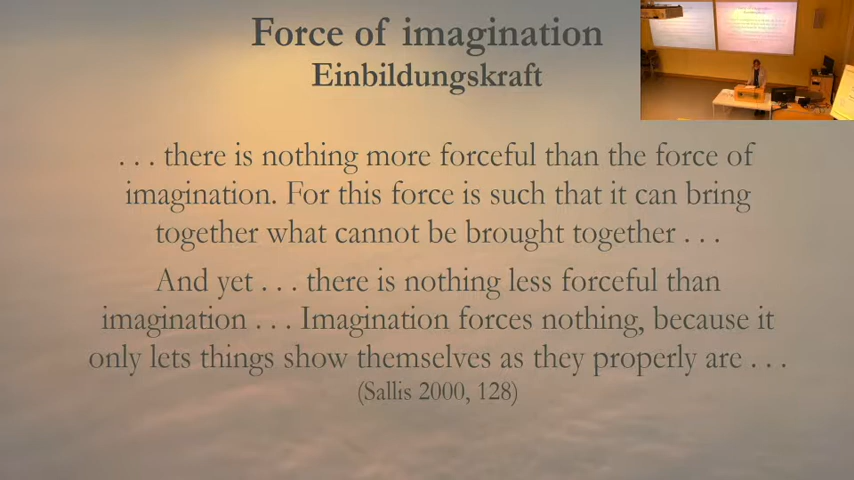 Force of imagination
Einbildungskraft
. . . there is nothing more forceful than the force of
imagination. For this force is such that it can bring
together what cannot be brought together . . .
And yet . . . there is nothing less forceful than
imagination . . . Imagination forces nothing, because it
only lets things show themselves as they properly are . . .
(Sallis 2000, 128)